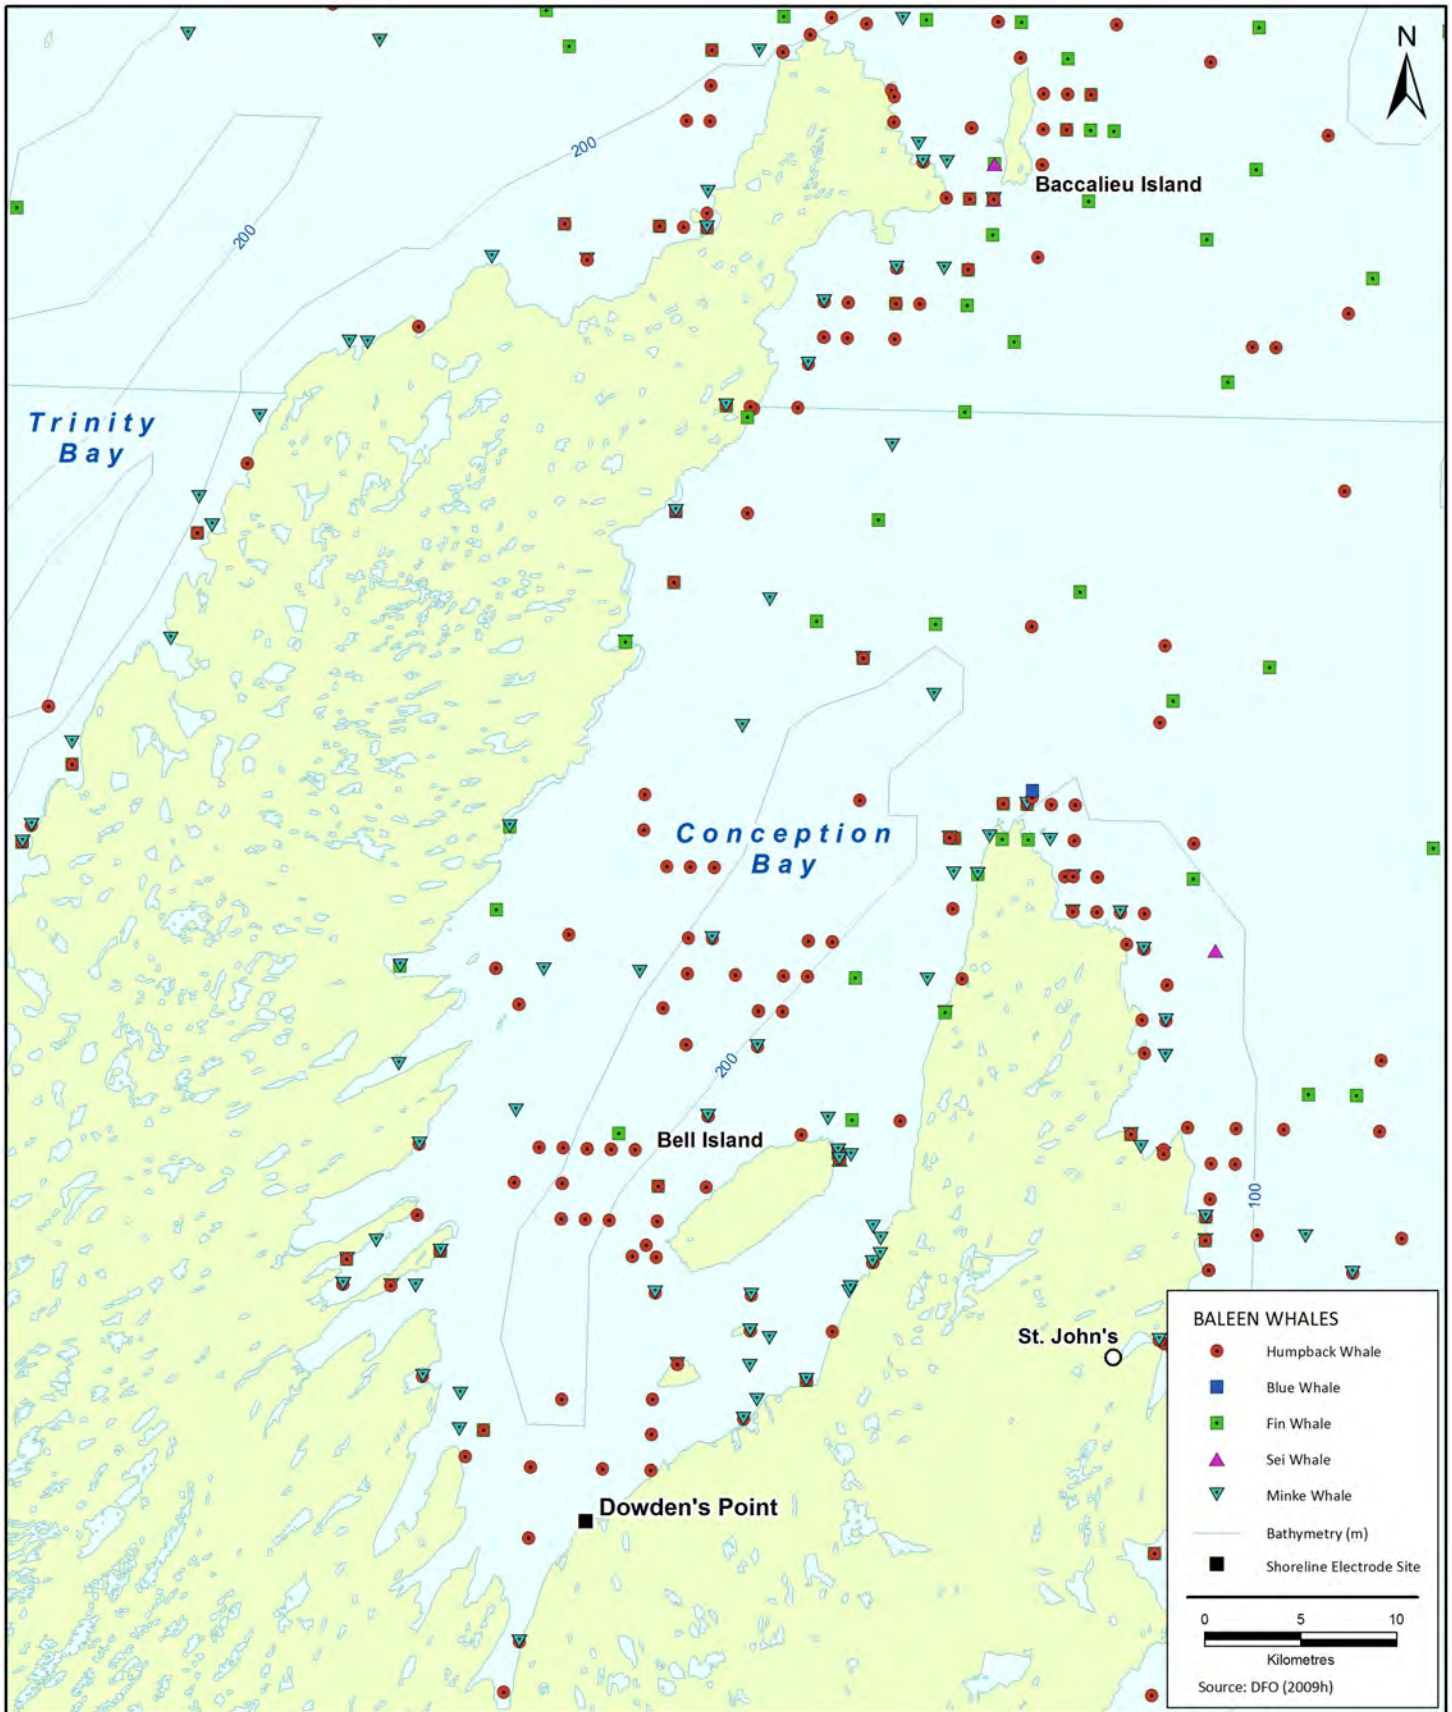 N
200
Baccalieu Island
200
Trinity
Bay
Conception
Bay
200
Bell Island
100
St. John's
Dowden's Point
BALEEN WHALES
Humpback Whale
Blue Whale
Fin Whale
Sei Whale
Minke Whale
Bathymetry (m)
Shoreline Electrode Site
0 5 10
Kilometres
Source: DFO (2009h)